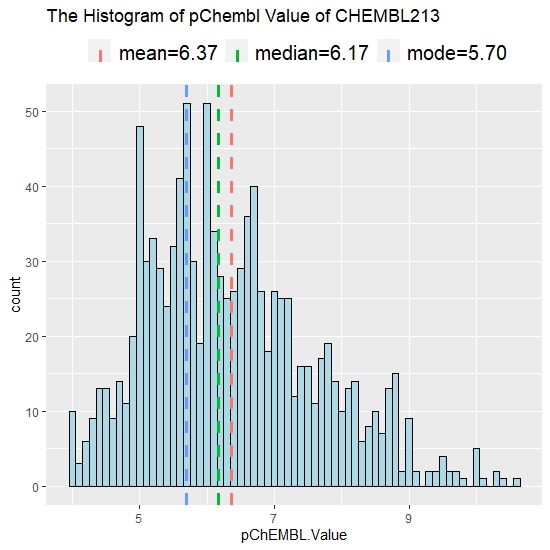 The Histogram of pChembl Value of CHEMBL213
mean=6.37 median=6.17 mode=5.70
50
40
30
20
10
0
count
5 7 9
pChEMBL.Value